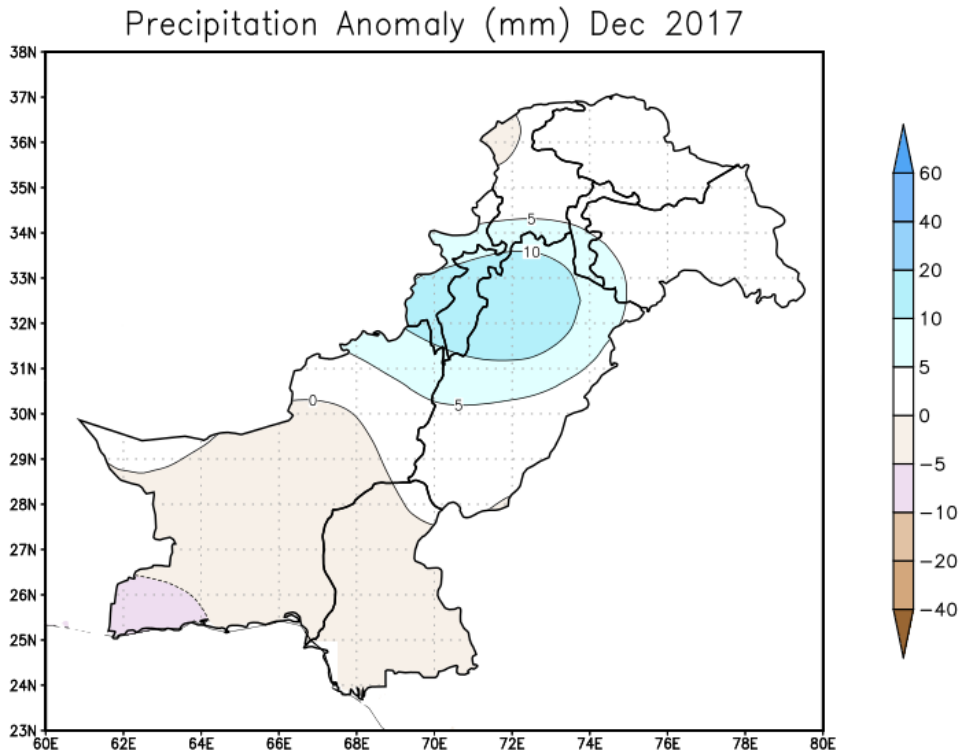 Precipitation Anomaly (mm) Dec 2017
38N
37N
36N
35N
34N
33N
32N
31N
30N
29N
28N
27N
26N
25N
24N
23N
60E 62E 64E 66E 68E 70E 72E 74E 76E 78E 80E
5
10
5
0
60
40
20
10
5
0
−5
−10
−20
−40